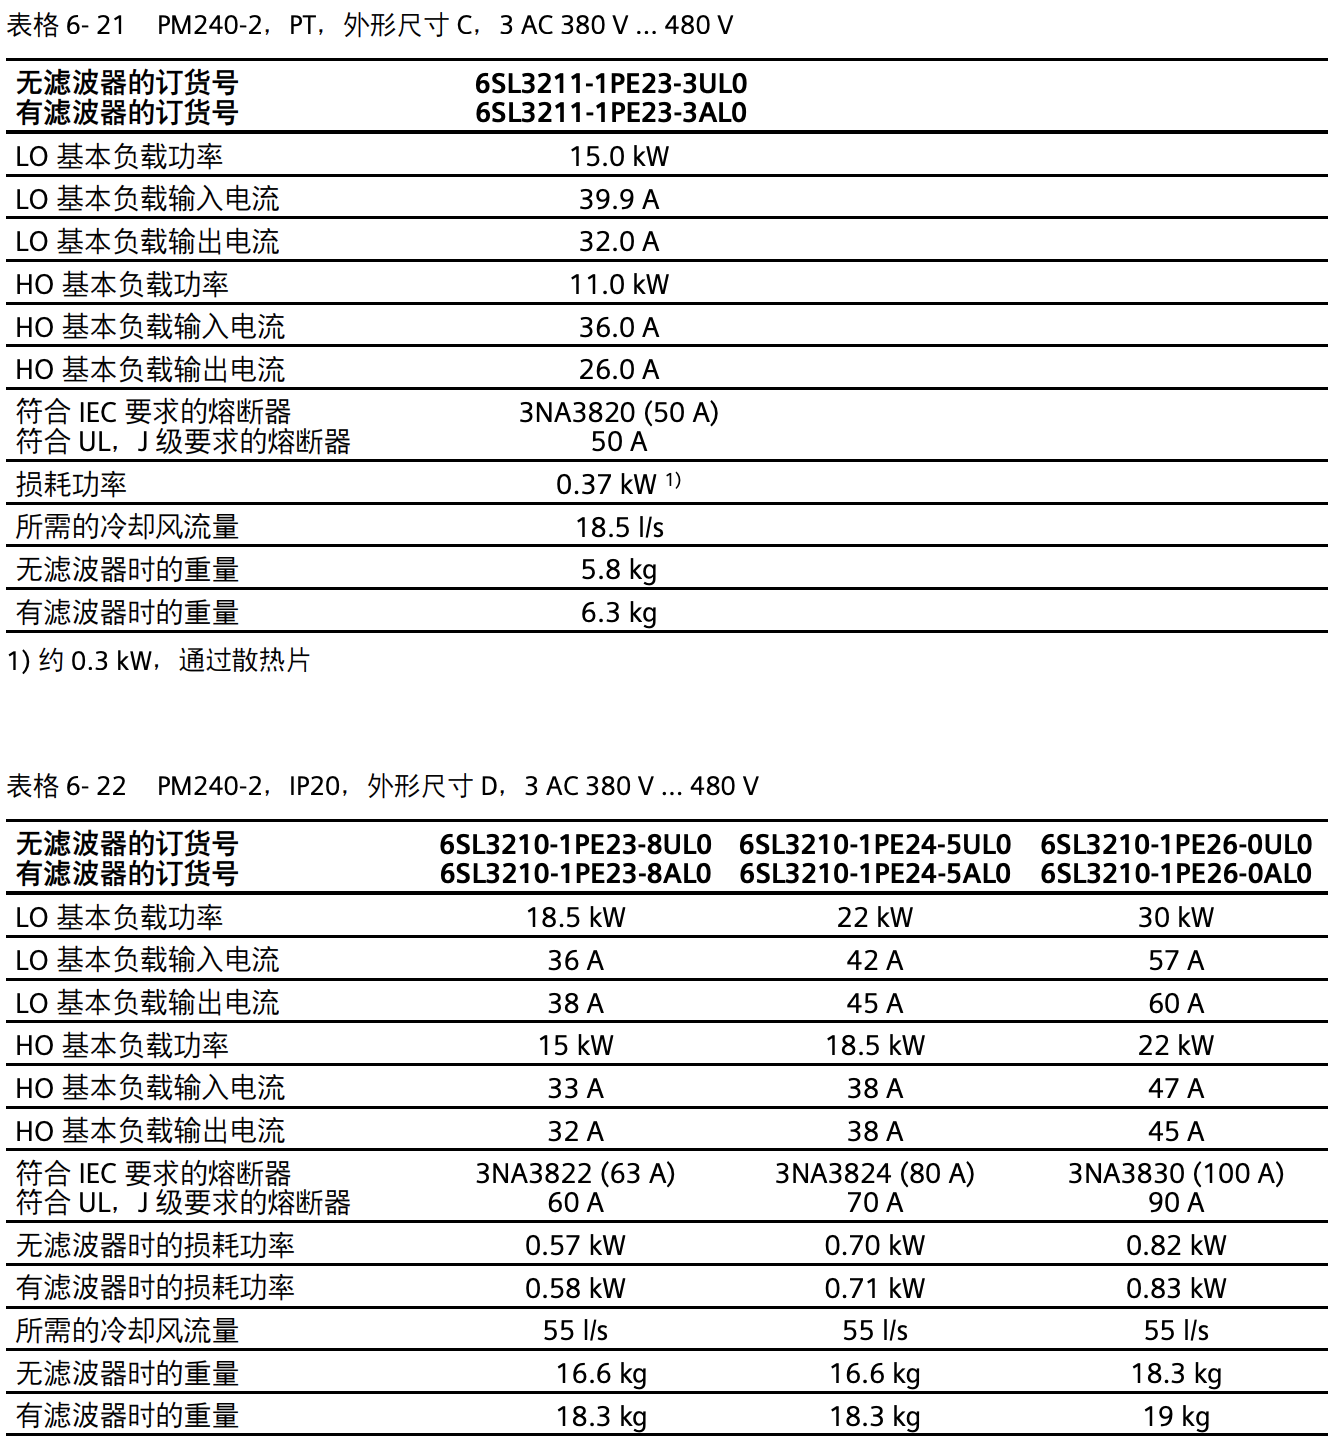 表格 6- 21 PM240-2，PT，外形尺寸 C，3 AC 380 V ... 480 V
无滤波器的订货号 6SL3211-1PE23-3UL0
有滤波器的订货号 6SL3211-1PE23-3AL0
LO 基本负载功率 15.0 kW
LO 基本负载输入电流 39.9 A
LO 基本负载输出电流 32.0 A
HO 基本负载功率 11.0 kW
HO 基本负载输入电流 36.0 A
HO 基本负载输出电流 26.0 A
符合 IEC 要求的熔断器 3NA3820 (50 A)
符合 UL，J 级要求的熔断器 50 A
损耗功率 0.37 kW 1)
所需的冷却风流量 18.5 l/s
无滤波器时的重量 5.8 kg
有滤波器时的重量 6.3 kg
1) 约 0.3 kW，通过散热片
表格 6- 22 PM240-2，IP20，外形尺寸 D，3 AC 380 V ... 480 V
无滤波器的订货号 6SL3210-1PE23-8UL0 6SL3210-1PE24-5UL0 6SL3210-1PE26-0UL0
有滤波器的订货号 6SL3210-1PE23-8AL0 6SL3210-1PE24-5AL0 6SL3210-1PE26-0AL0
LO 基本负载功率 18.5 kW 22 kW 30 kW
LO 基本负载输入电流 36 A 42 A 57 A
LO 基本负载输出电流 38 A 45 A 60 A
HO 基本负载功率 15 kW 18.5 kW 22 kW
HO 基本负载输入电流 33 A 38 A 47 A
HO 基本负载输出电流 32 A 38 A 45 A
符合 IEC 要求的熔断器 3NA3822 (63 A) 3NA3824 (80 A) 3NA3830 (100 A)
符合 UL，J 级要求的熔断器 60 A 70 A 90 A
无滤波器时的损耗功率 0.57 kW 0.70 kW 0.82 kW
有滤波器时的损耗功率 0.58 kW 0.71 kW 0.83 kW
所需的冷却风流量 55 l/s 55 l/s 55 l/s
无滤波器时的重量 16.6 kg 16.6 kg 18.3 kg
有滤波器时的重量 18.3 kg 18.3 kg 19 kg